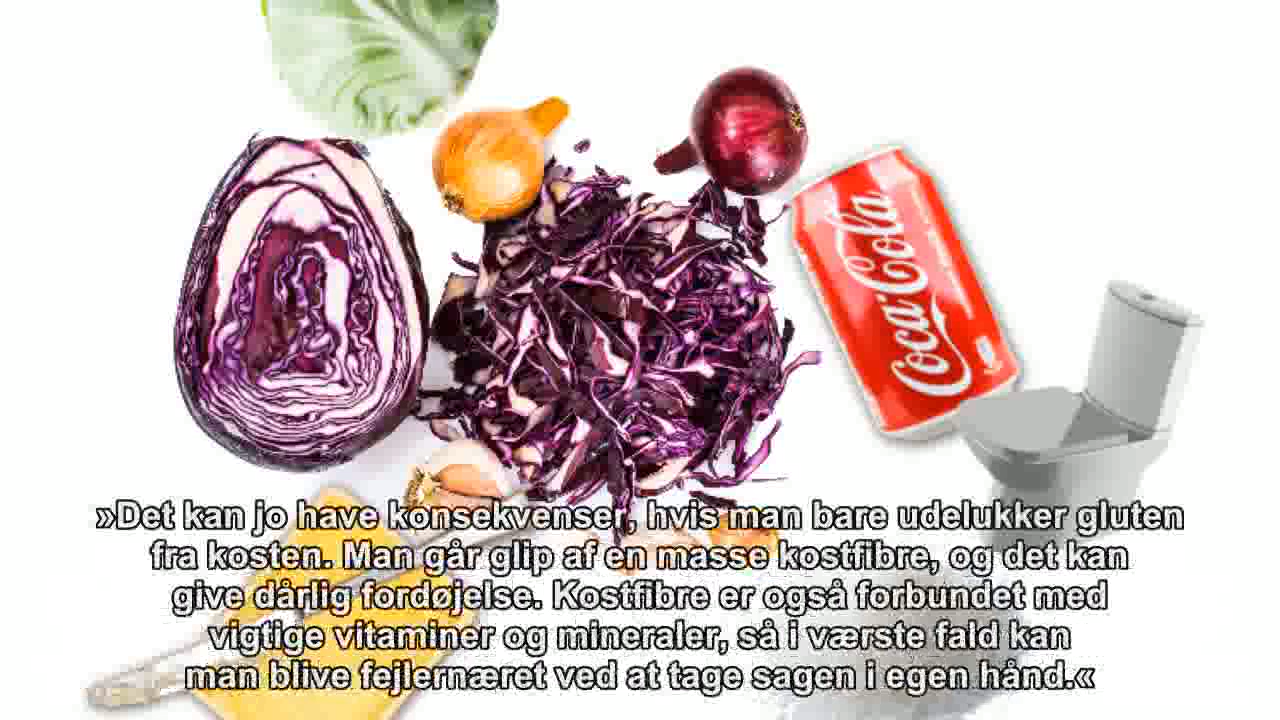 Coca-Cola
»Det kan jo have konsekvenser, hvis man bare udelukker gluten
fra kosten. Man går glip af en masse kostfibre, og det kan
give dårlig fordøjelse. Kostfibre er også forbundet med
vigtige vitaminer og mineraler, så i værste fald kan
man blive fejlernæret ved at tage sagen i egen hånd.«